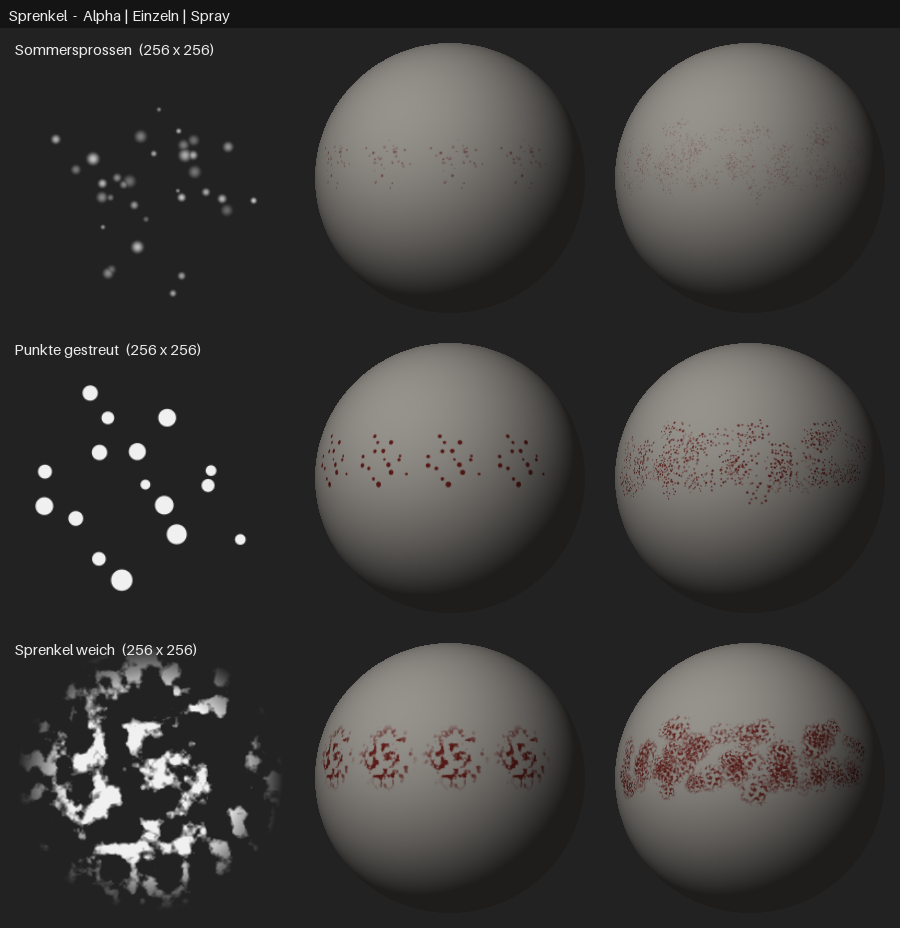 Sprenkel - Alpha | Einzeln | Spray
Sommersprossen (256 x 256)
Punkte gestreut (256 x 256)
Sprenkel weich (256 x 256)